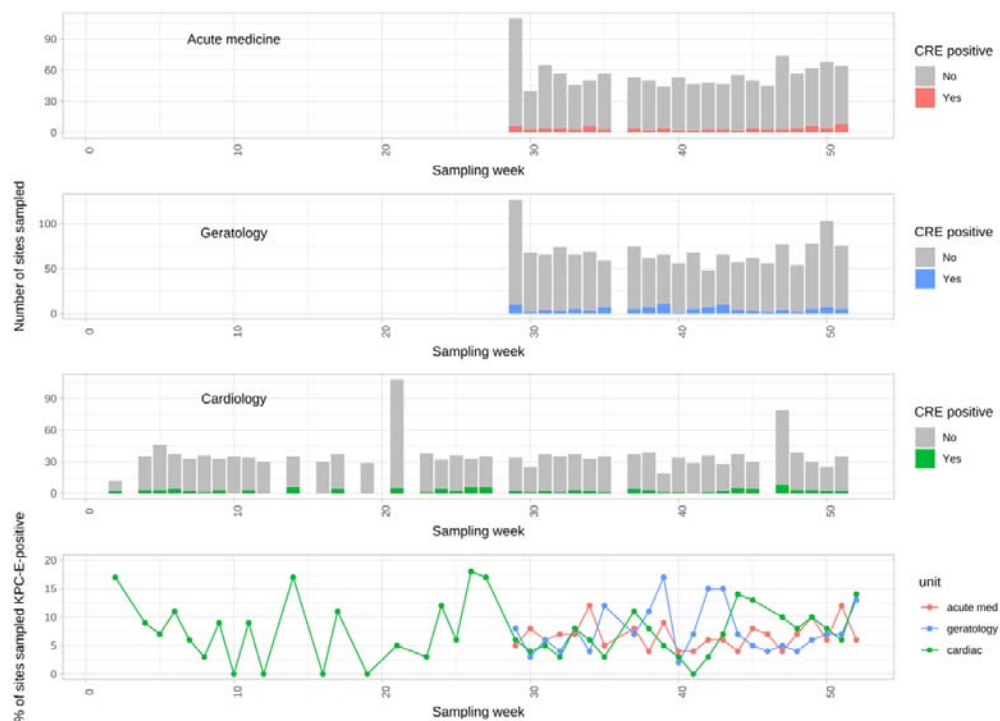 Acute medicine
90
60
30
0
0
10
20
30
40
50
Sampling week
CRE positive
No
Yes
Number of sites sampled
Geratology
100
50
0
0
10
20
30
40
50
Sampling week
CRE positive
No
Yes
Cardiology
90
60
30
0
0
10
20
30
40
50
Sampling week
CRE positive
No
Yes
% of sites sampled KPC-E-positive
20
15
10
5
0
0
10
20
30
40
50
Sampling week
unit
acute med
geratology
cardiac